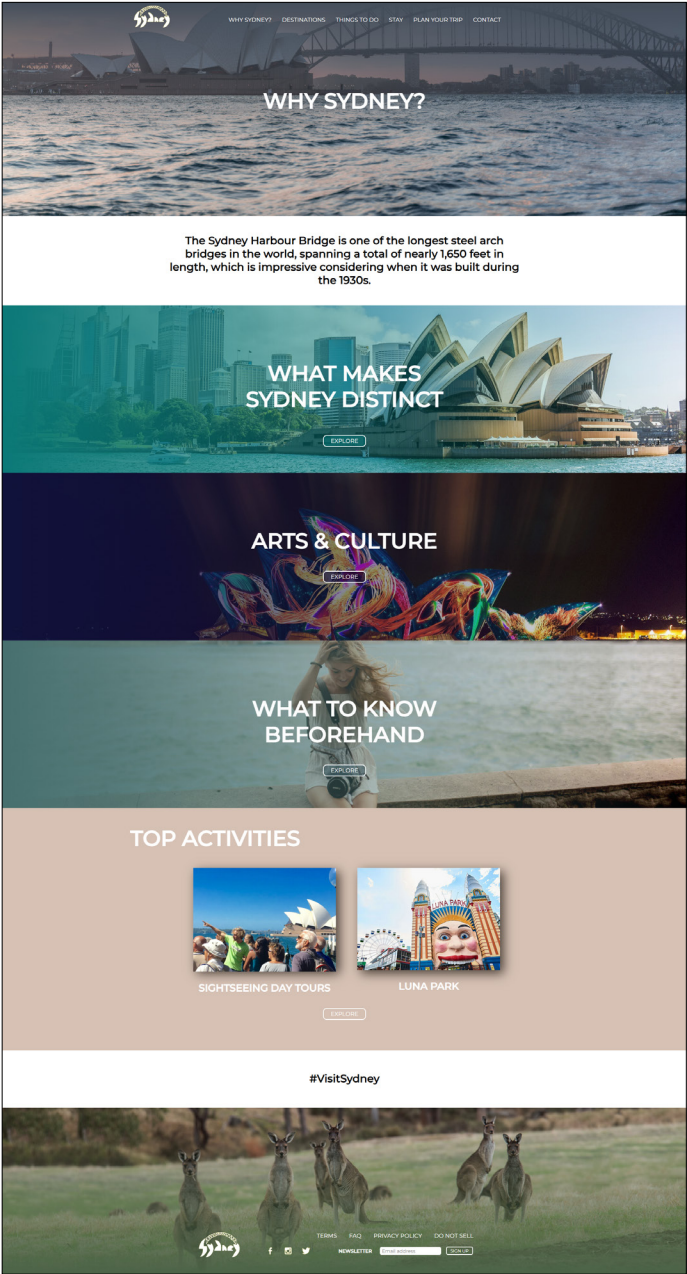 Sydney
WHY SYDNEY? DESTINATIONS THINGS TO DO STAY PLAN YOUR TRIP CONTACT
WHY SYDNEY?
The Sydney Harbour Bridge is one of the longest steel arch
bridges in the world, spanning a total of nearly 1,650 feet in
length, which is impressive considering when it was built during
the 1930s.
WHAT MAKES
SYDNEY DISTINCT
EXPLORE
ARTS & CULTURE
EXPLORE
WHAT TO KNOW
BEFOREHAND
EXPLORE
TOP ACTIVITIES
LUNA PARK
SIGHTSEEING DAY TOURS
LUNA PARK
EXPLORE
#VisitSydney
Sydney
TERMS FAQ PRIVACY POLICY DO NOT SELL
NEWSLETTER Email address SIGN UP